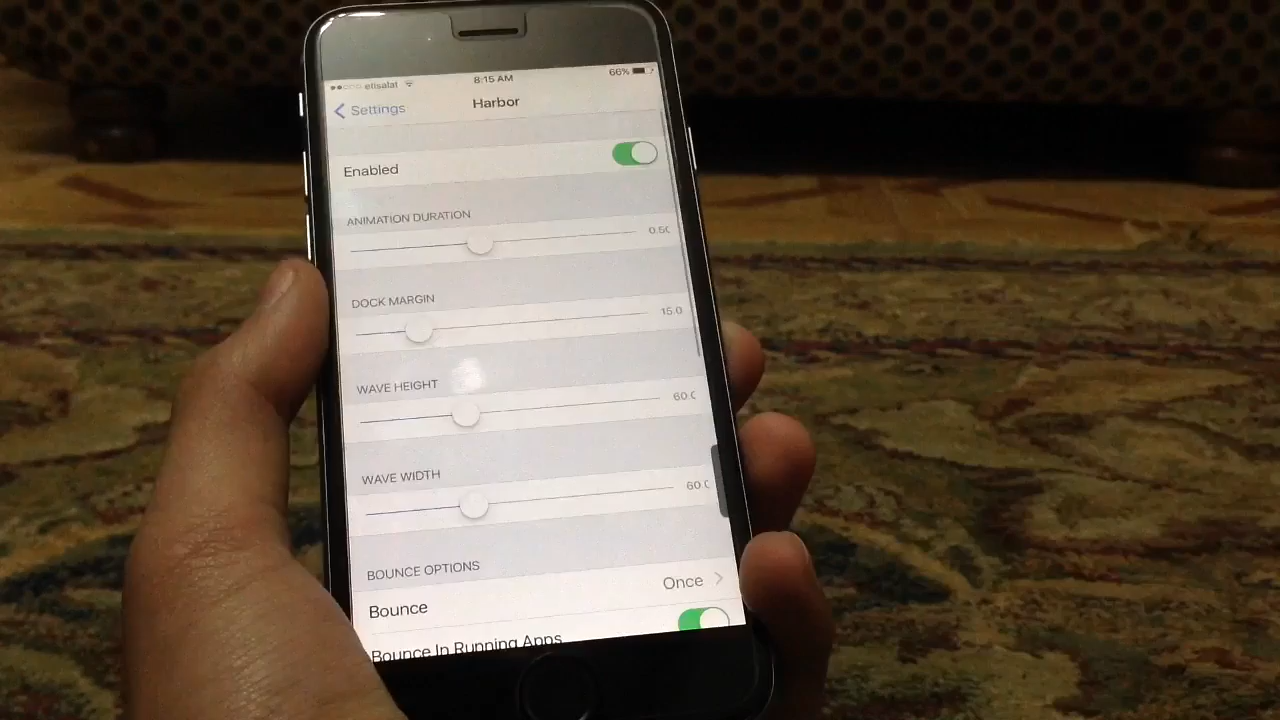 etisalat 8:15 AM 66%
Settings Harbor
Enabled
ANIMATION DURATION
0.50
DOCK MARGIN
15.0
WAVE HEIGHT
60.0
WAVE WIDTH
60.0
BOUNCE OPTIONS
Bounce Once
Bounce In Running Apps